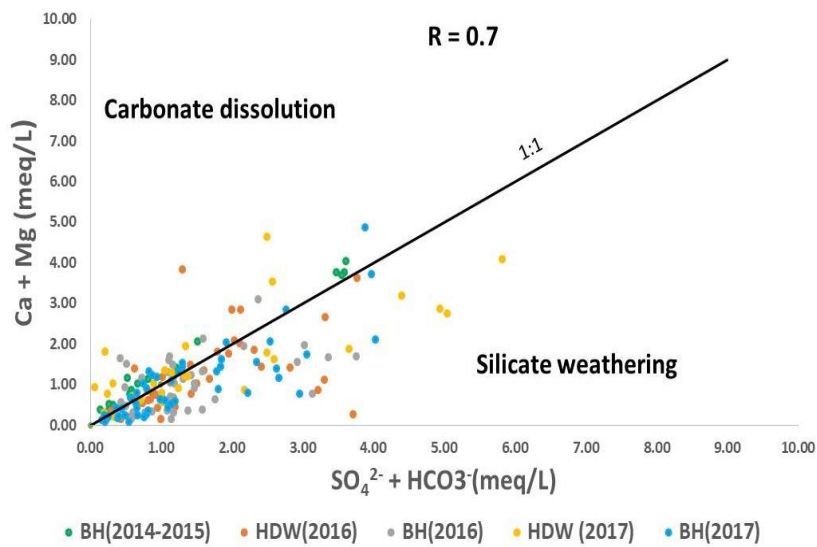 10.00
9.00
8.00
7.00
6.00
5.00
4.00
3.00
2.00
1.00
0.00
Ca + Mg (meq/L)
R = 0.7
Carbonate dissolution
1:1
Silicate weathering
0.00 1.00 2.00 3.00 4.00 5.00 6.00 7.00 8.00 9.00 10.00
SO₄²⁻ + HCO3⁻(meq/L)
BH(2014-2015) HDW(2016) BH(2016) HDW (2017) BH(2017)